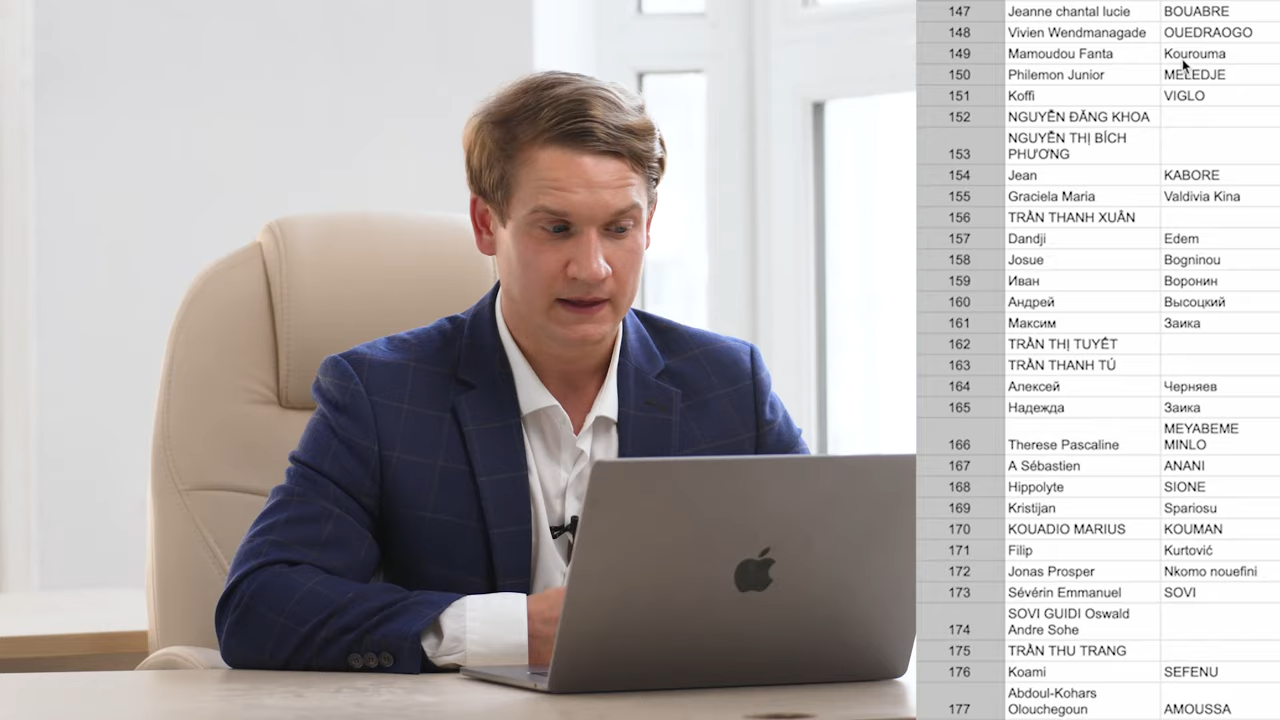 147 Jeanne chantal lucie BOUABRE
148 Vivien Wendmanagade OUEDRAOGO
149 Mamoudou Fanta Kourouma
150 Philemon Junior MELEDJE
151 Koffi VIGLO
152 NGUYỄN ĐĂNG KHOA
NGUYỄN THỊ BÍCH
153 PHƯƠNG
154 Jean KABORE
155 Graciela Maria Valdivia Kina
156 TRẦN THANH XUÂN
157 Dandji Edem
158 Josue Bogninou
159 Иван Воронин
160 Андрей Высоцкий
161 Максим Заика
162 TRẦN THỊ TUYẾT
163 TRẦN THANH TÚ
164 Алексей Черняев
165 Надежда Заика
MEYABEME
166 Therese Pascaline MINLO
167 A Sébastien ANANI
168 Hippolyte SIONE
169 Kristijan Spariosu
170 KOUADIO MARIUS KOUMAN
171 Filip Kurtović
172 Jonas Prosper Nkomo nouefini
173 Sévérin Emmanuel SOVI
SOVI GUIDI Oswald
174 Andre Sohe
175 TRẦN THU TRANG
176 Koami SEFENU
Abdoul-Kohars
177 Olouchegoun AMOUSSA